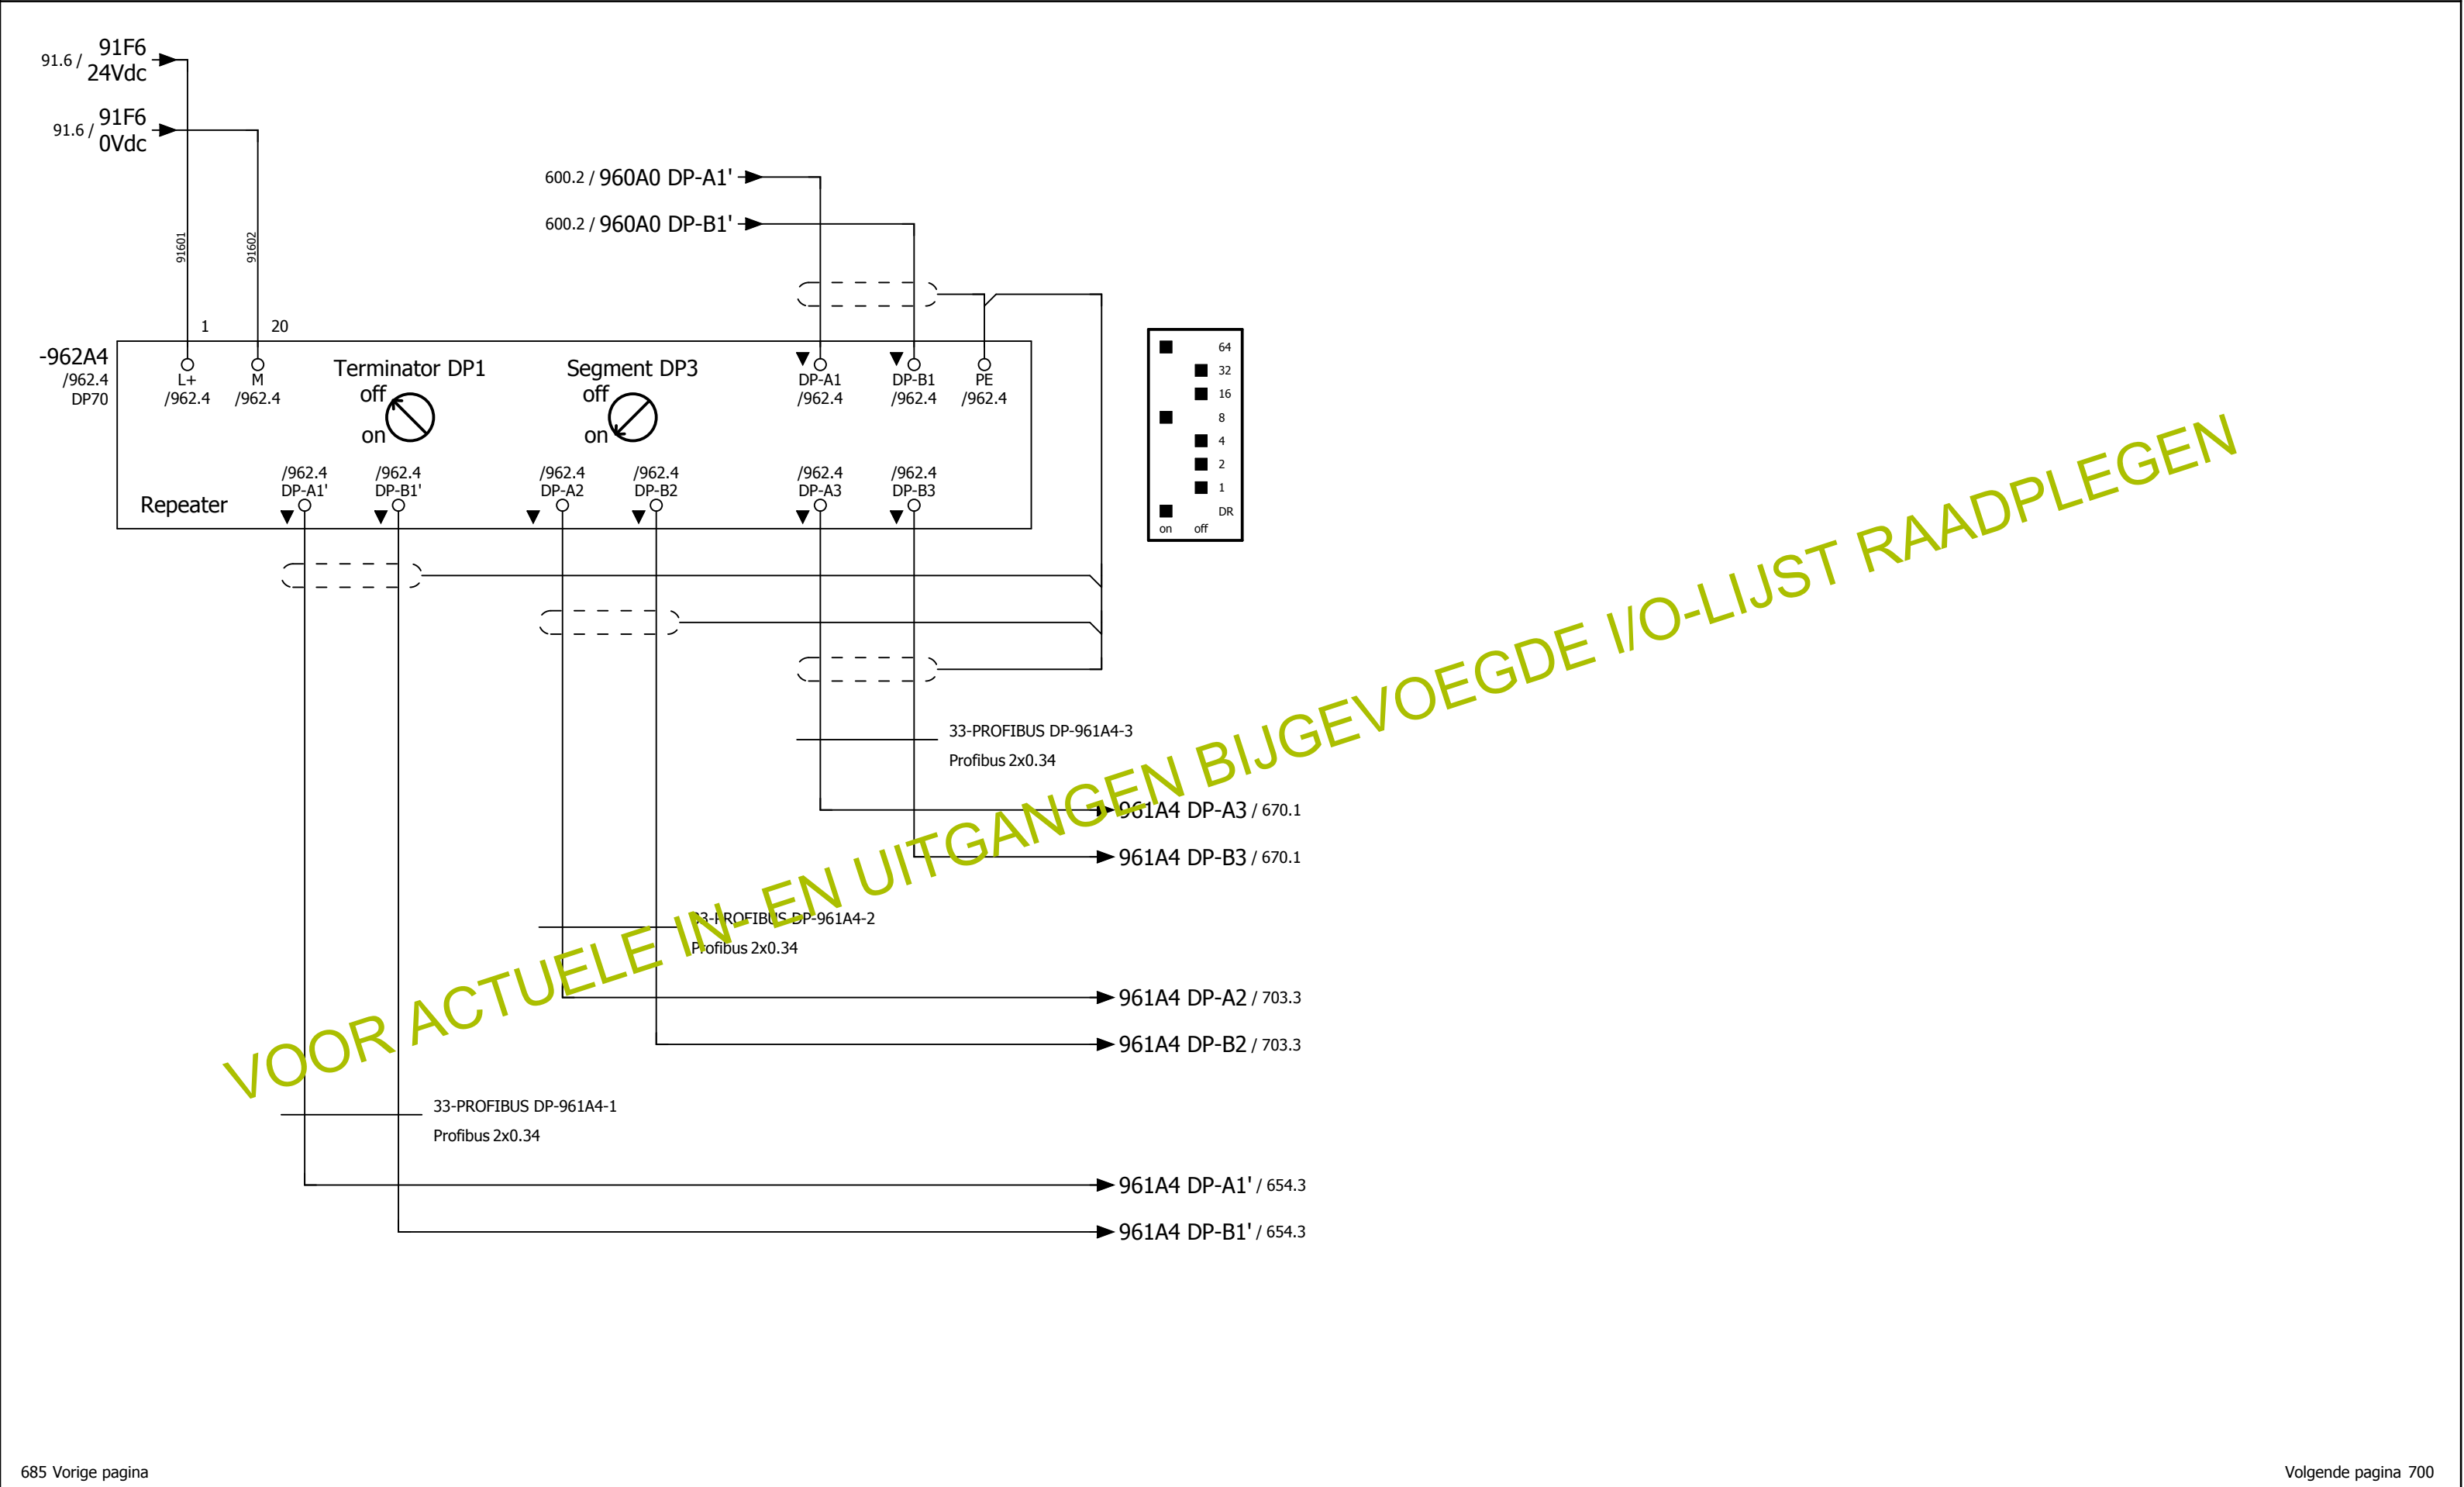 91.6 / 91F6
24Vdc
91.6 / 91F6
0Vdc
600.2 / 960A0 DP-A1'
600.2 / 960A0 DP-B1'
91601
91602
1
20
-962A4
/962.4
DP70
L+
/962.4
M
/962.4
Terminator DP1
off
on
Segment DP3
off
on
DP-A1
/962.4
DP-B1
/962.4
PE
/962.4
Repeater
/962.4
DP-A1'
/962.4
DP-B1'
/962.4
DP-A2
/962.4
DP-B2
/962.4
DP-A3
/962.4
DP-B3
64
32
16
8
4
2
1
DR
on off
33-PROFIBUS DP-961A4-3
Profibus 2x0.34
961A4 DP-A3 / 670.1
961A4 DP-B3 / 670.1
33-PROFIBUS DP-961A4-2
Profibus 2x0.34
961A4 DP-A2 / 703.3
961A4 DP-B2 / 703.3
33-PROFIBUS DP-961A4-1
Profibus 2x0.34
961A4 DP-A1' / 654.3
961A4 DP-B1' / 654.3
VOOR ACTUELE IN- EN UITGANGEN BIJGEVOEGDE I/O-LIJST RAADPLEGEN
685 Vorige pagina
Volgende pagina 700